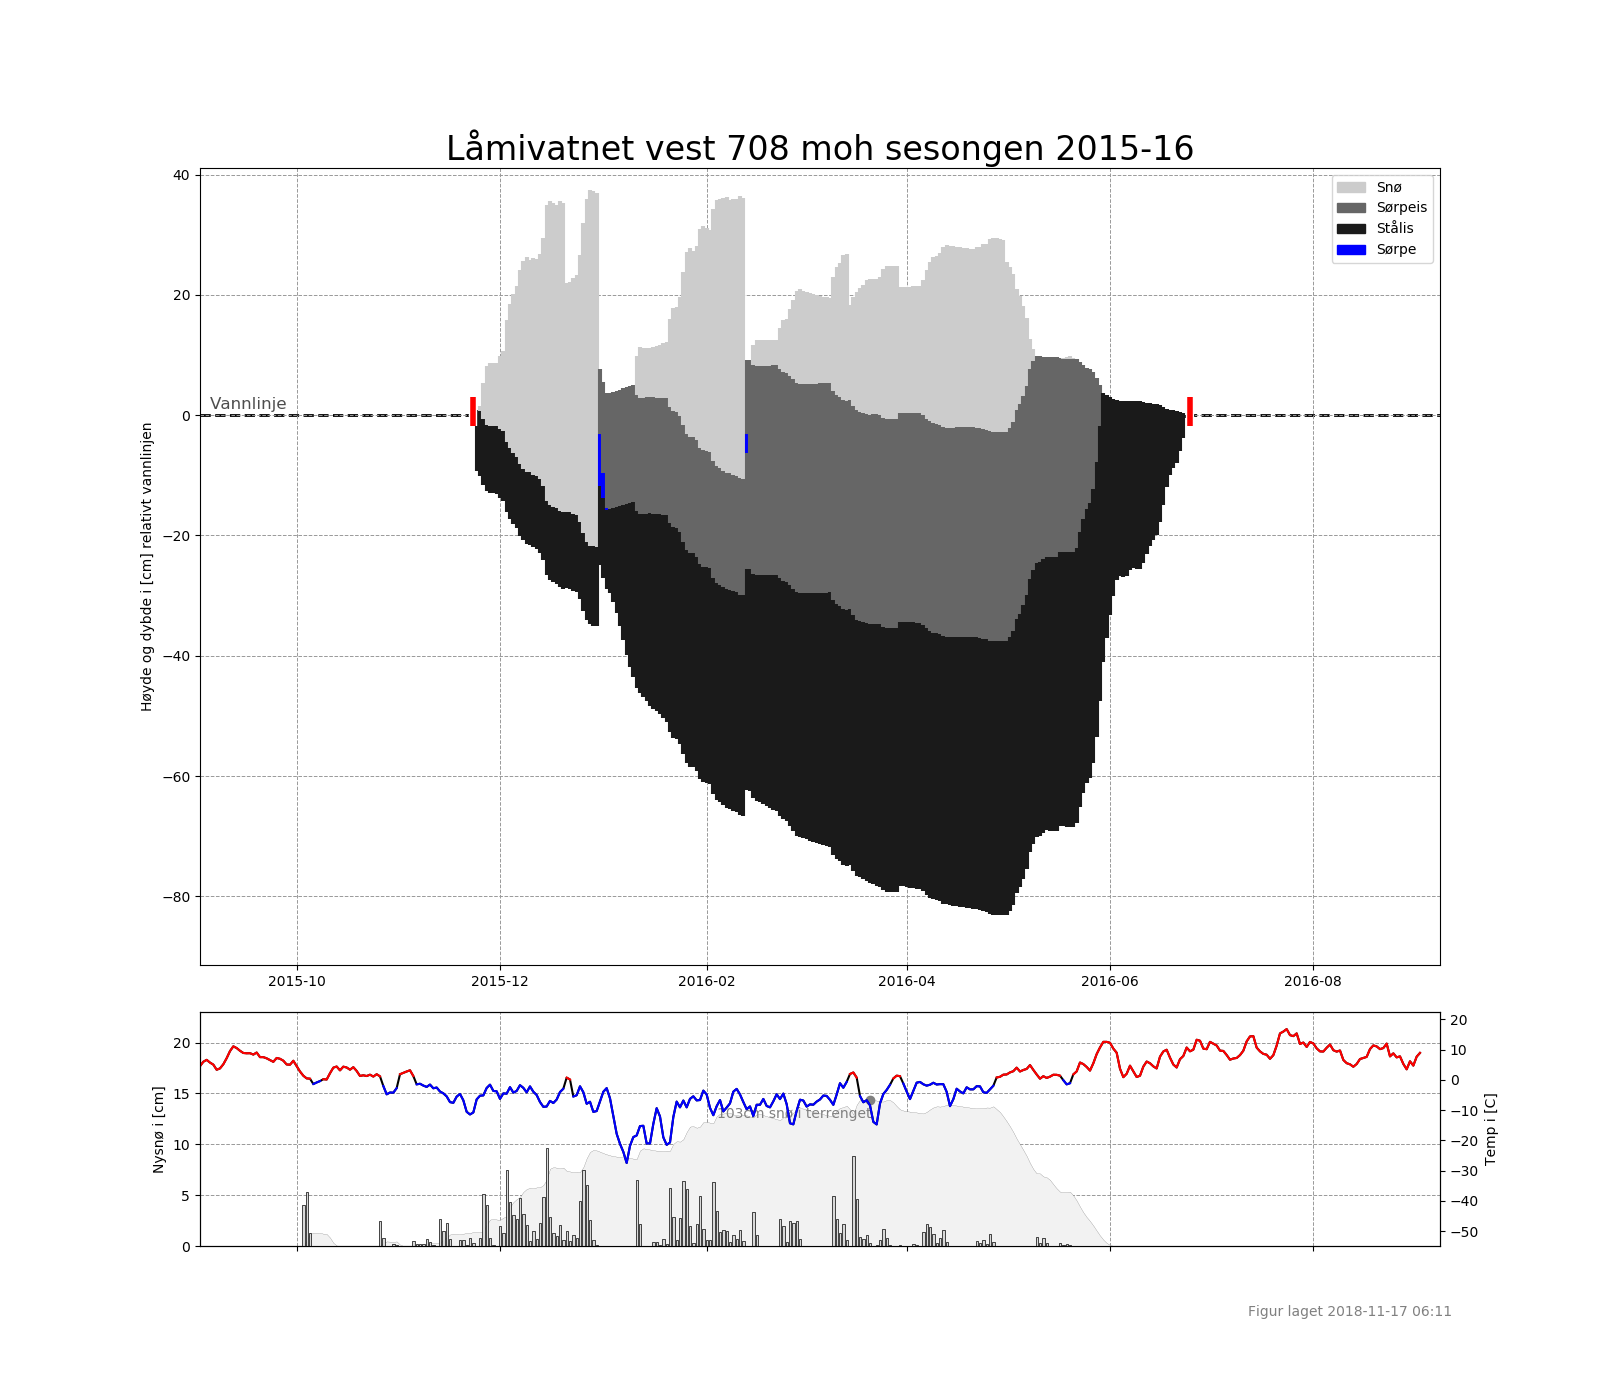 Låmivatnet vest 708 moh sesongen 2015-16
Høyde og dybde i [cm] relativt vannlinjen
40
20
0
−20
−40
−60
−80
Vannlinje
Snø
Sørpeis
Stålis
Sørpe
2015-10 2015-12 2016-02 2016-04 2016-06 2016-08
Nysnø i [cm]
20
15
10
5
0
103cm snø i terrenget
20
10
0
−10
−20
−30
−40
−50
Temp i [C]
Figur laget 2018-11-17 06:11